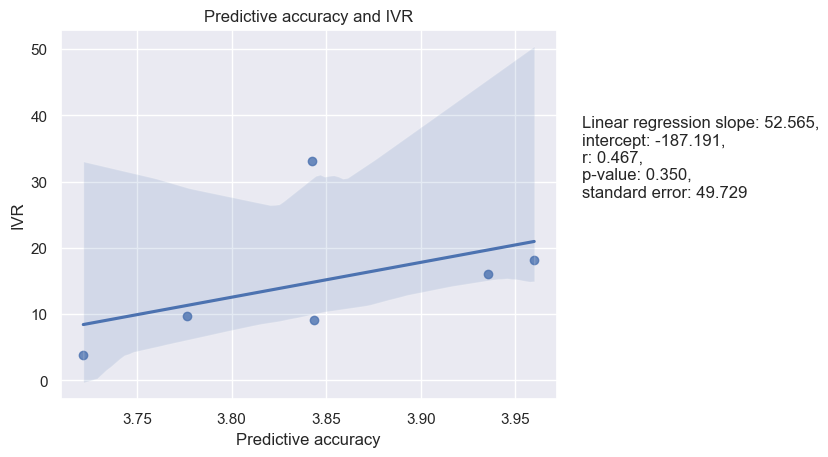 Predictive accuracy and IVR
50
40
30
20
10
0
IVR
3.75
3.80
3.85
3.90
3.95
Predictive accuracy
Linear regression slope: 52.565,
intercept: -187.191,
r: 0.467,
p-value: 0.350,
standard error: 49.729